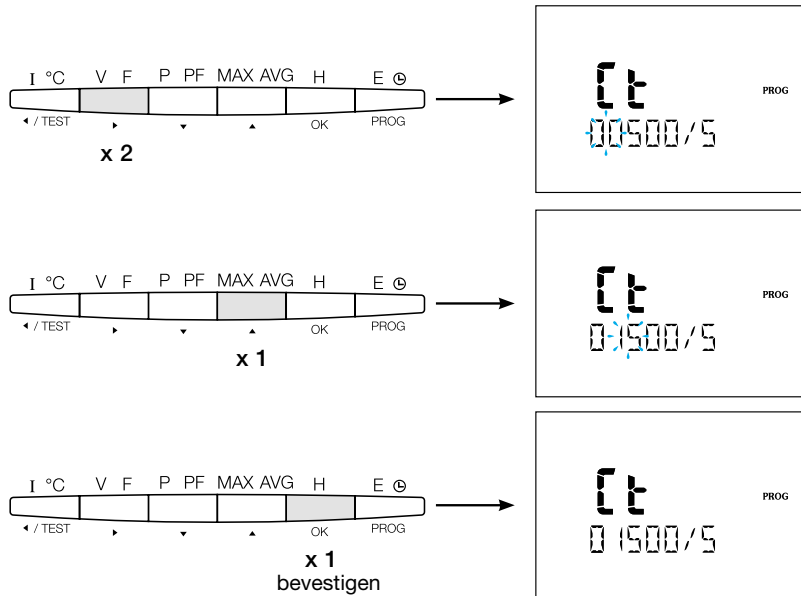 I °C V F P PF MAX AVG H E
/ TEST OK PROG
x 2
Ct
PROG
00500/5
I °C V F P PF MAX AVG H E
/ TEST OK PROG
x 1
Ct
PROG
01500/5
I °C V F P PF MAX AVG H E
/ TEST OK PROG
x 1
bevestigen
Ct
PROG
01500/5